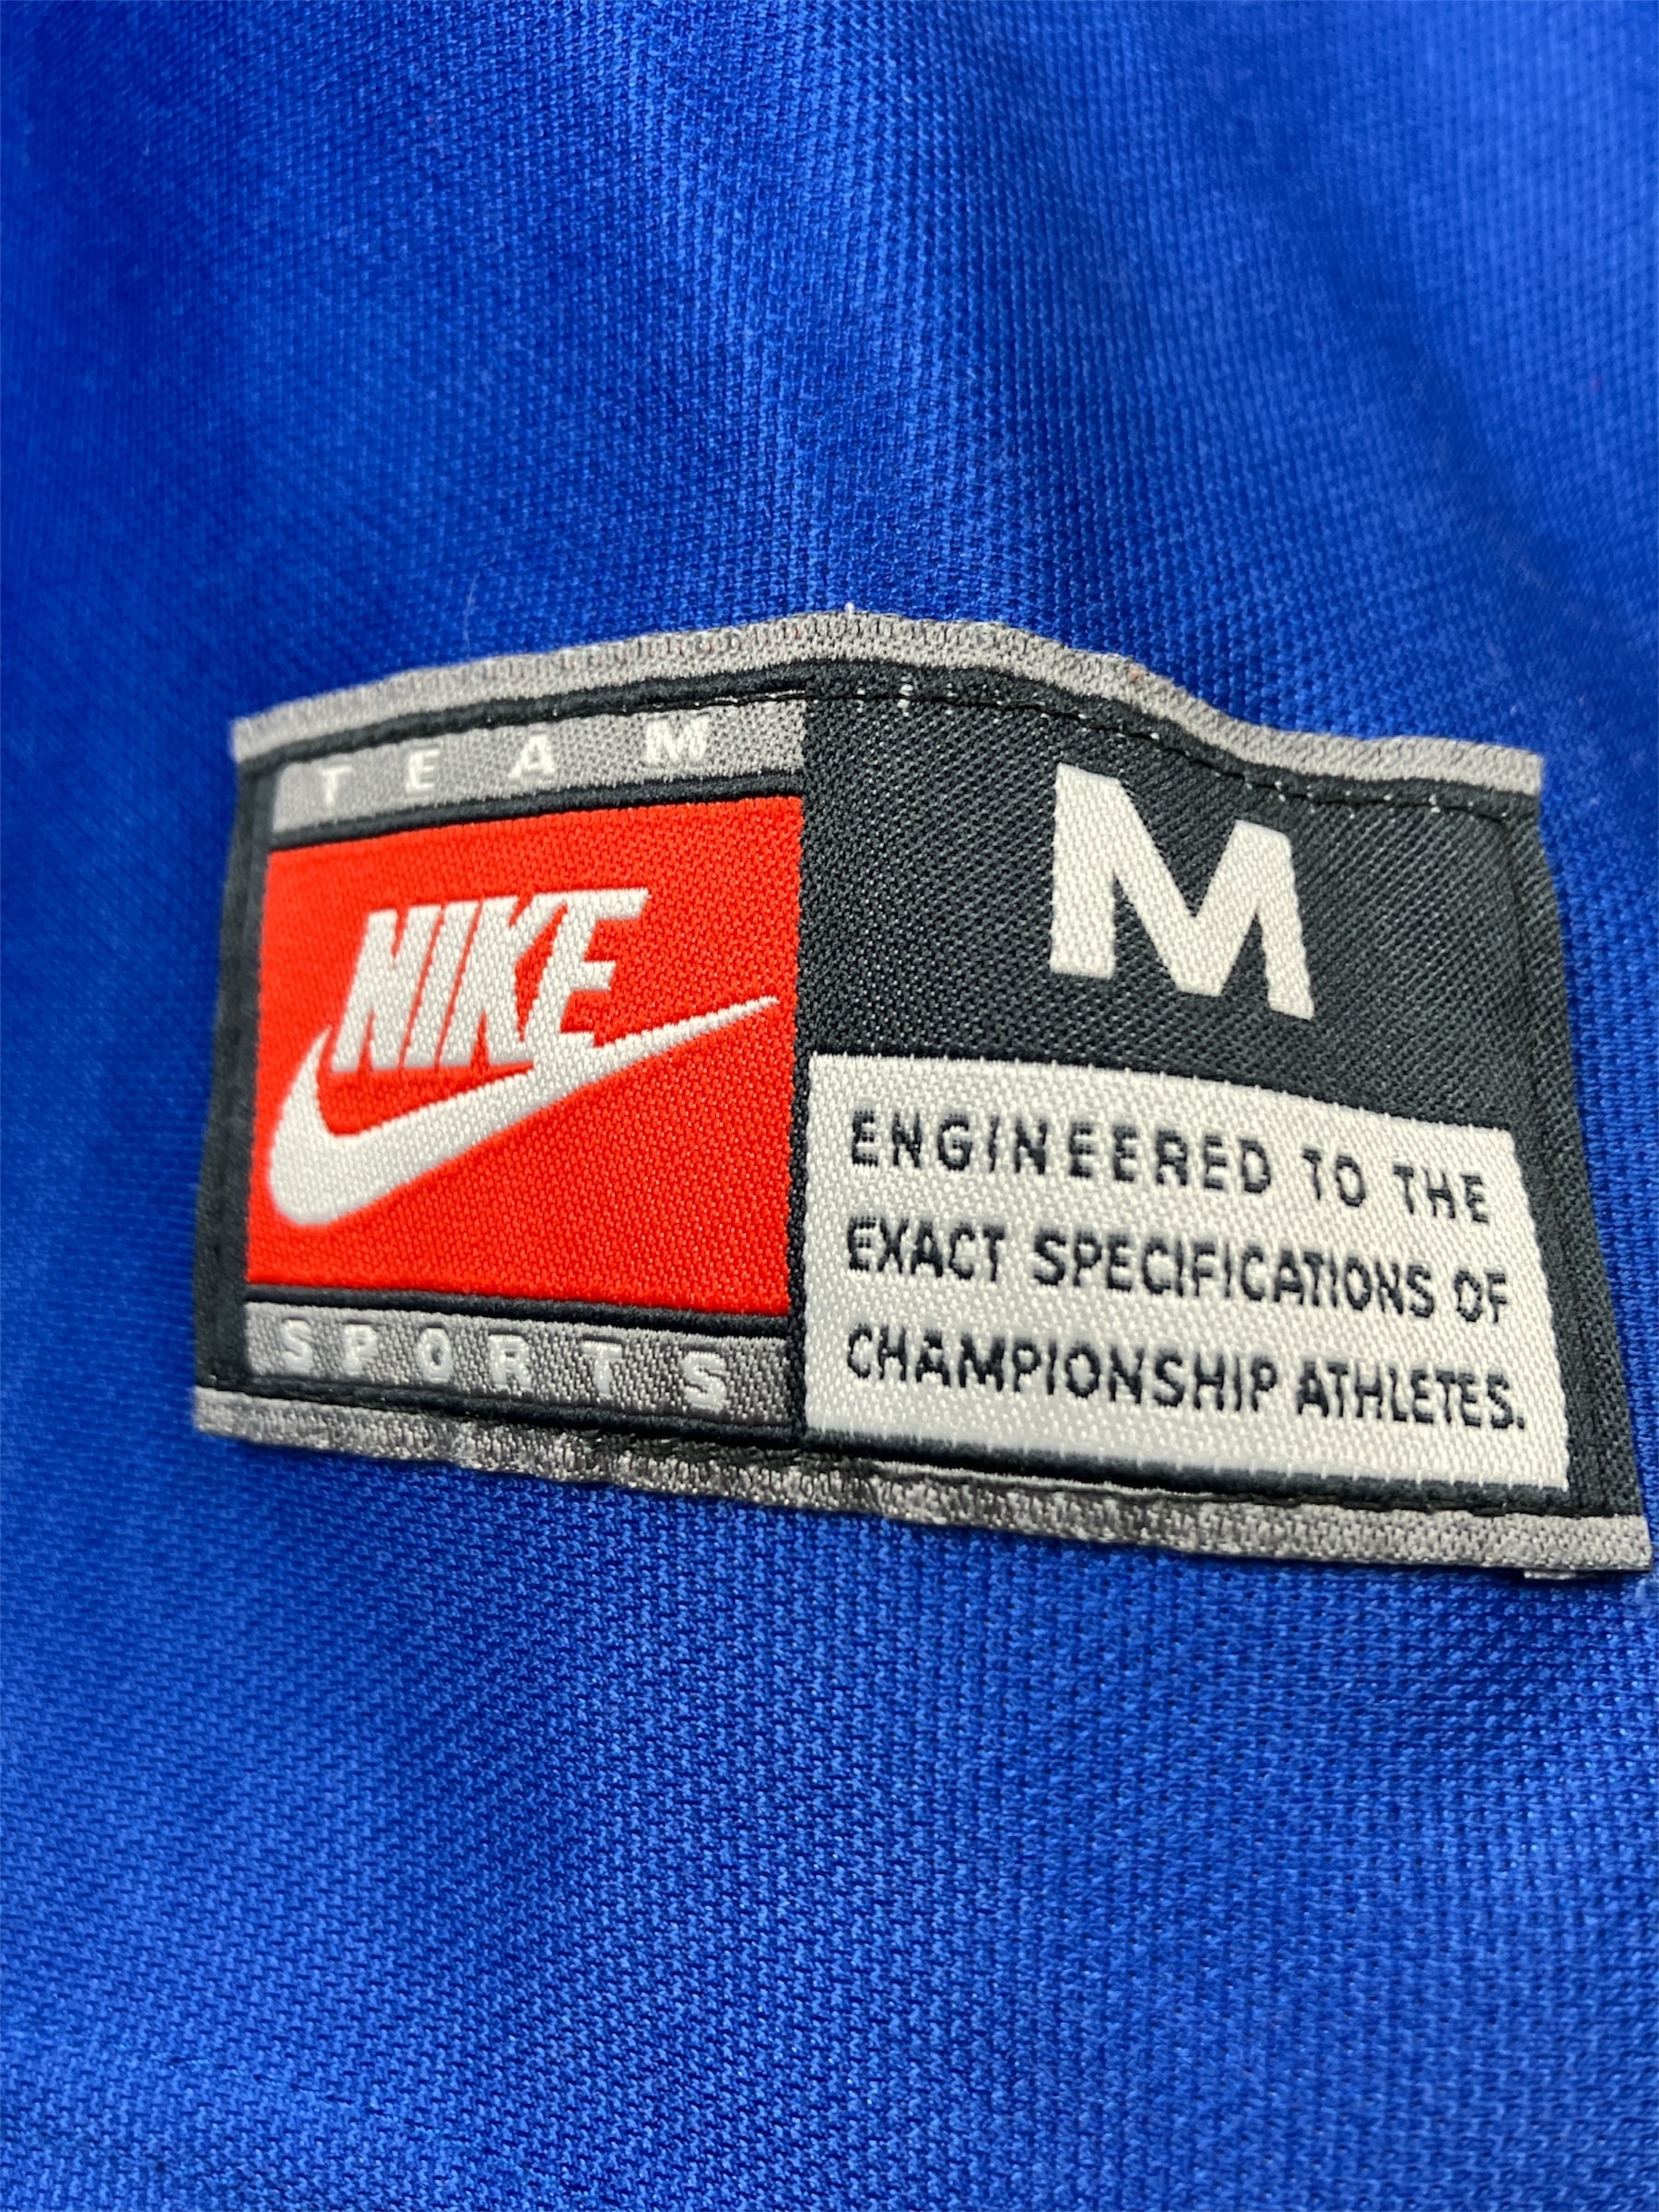 TEAM
NIKE
SPORTS
M
ENGINEERED TO THE
EXACT SPECIFICATIONS OF
CHAMPIONSHIP ATHLETES.